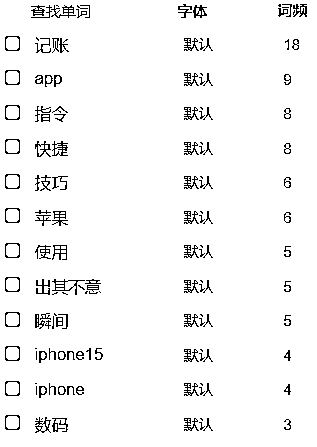 查找单词 字体 词频
记账 默认 18
app 默认 9
指令 默认 8
快捷 默认 8
技巧 默认 6
苹果 默认 6
使用 默认 5
出其不意 默认 5
瞬间 默认 5
iphone15 默认 4
iphone 默认 4
数码 默认 3